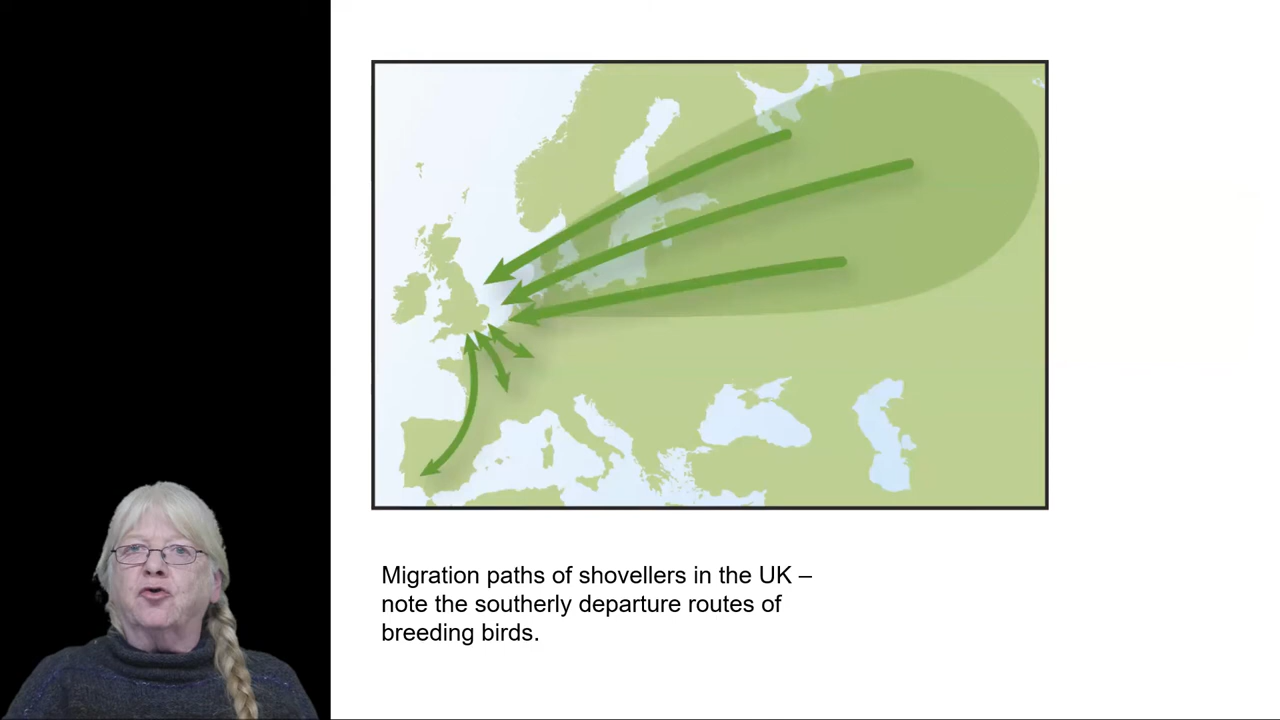 Migration paths of shovellers in the UK –
note the southerly departure routes of
breeding birds.